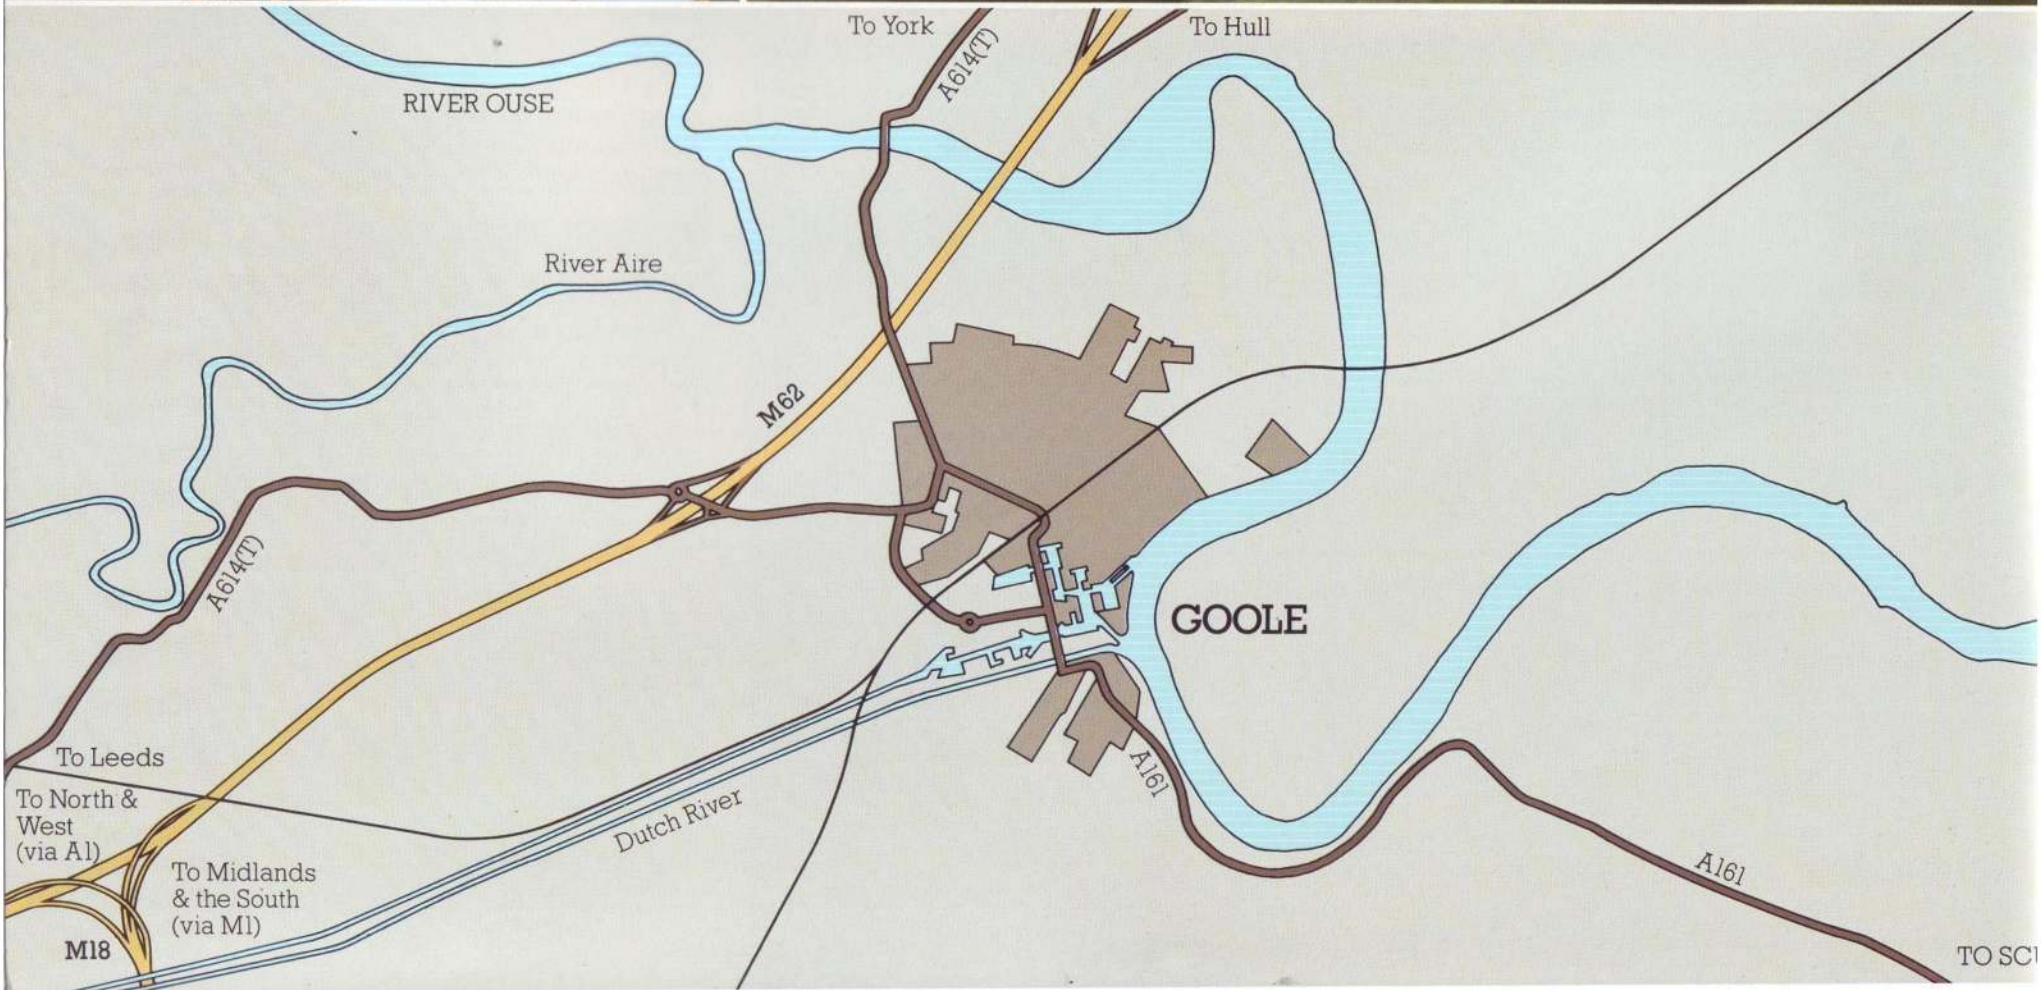 To York
A614(T)
To Hull
RIVER OUSE
River Aire
M62
A614(T)
GOOLE
To Leeds
To North &
West
(via A1)
To Midlands
& the South
(via M1)
M18
Dutch River
A161
A161
TO